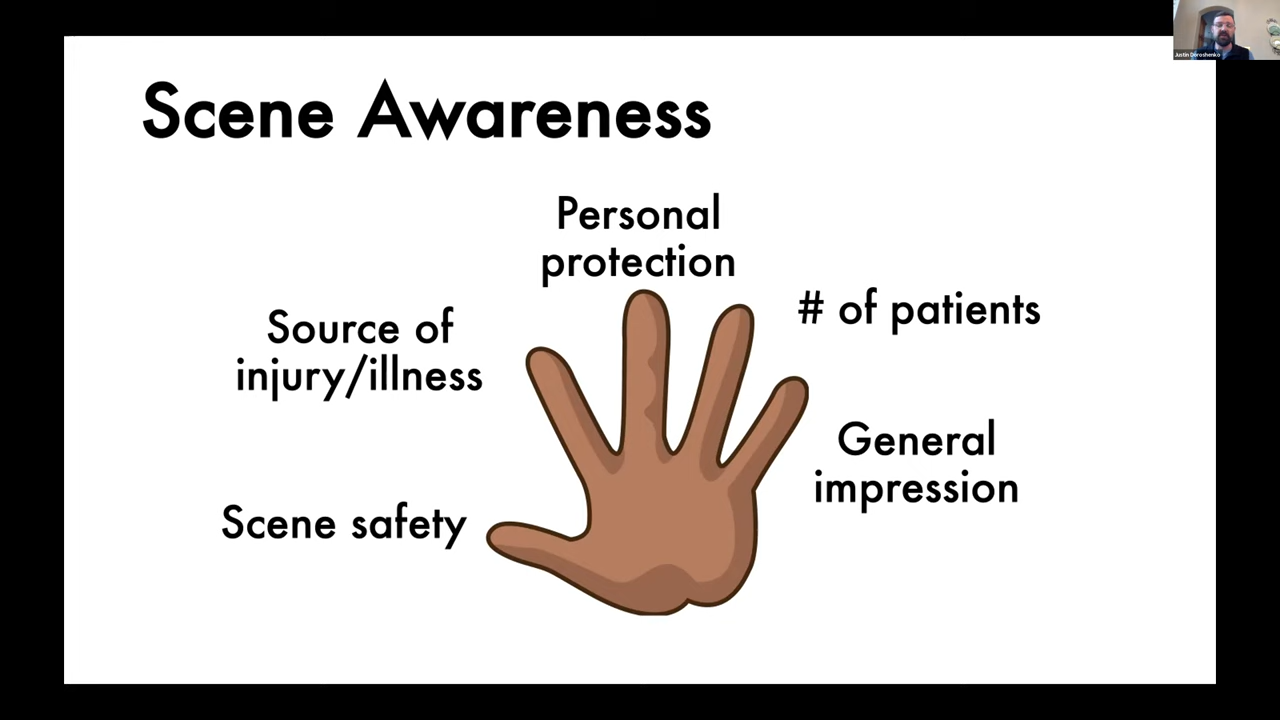 Scene Awareness
Personal
protection
# of patients
Source of
injury/illness
General
impression
Scene safety
Justin Doroshenko